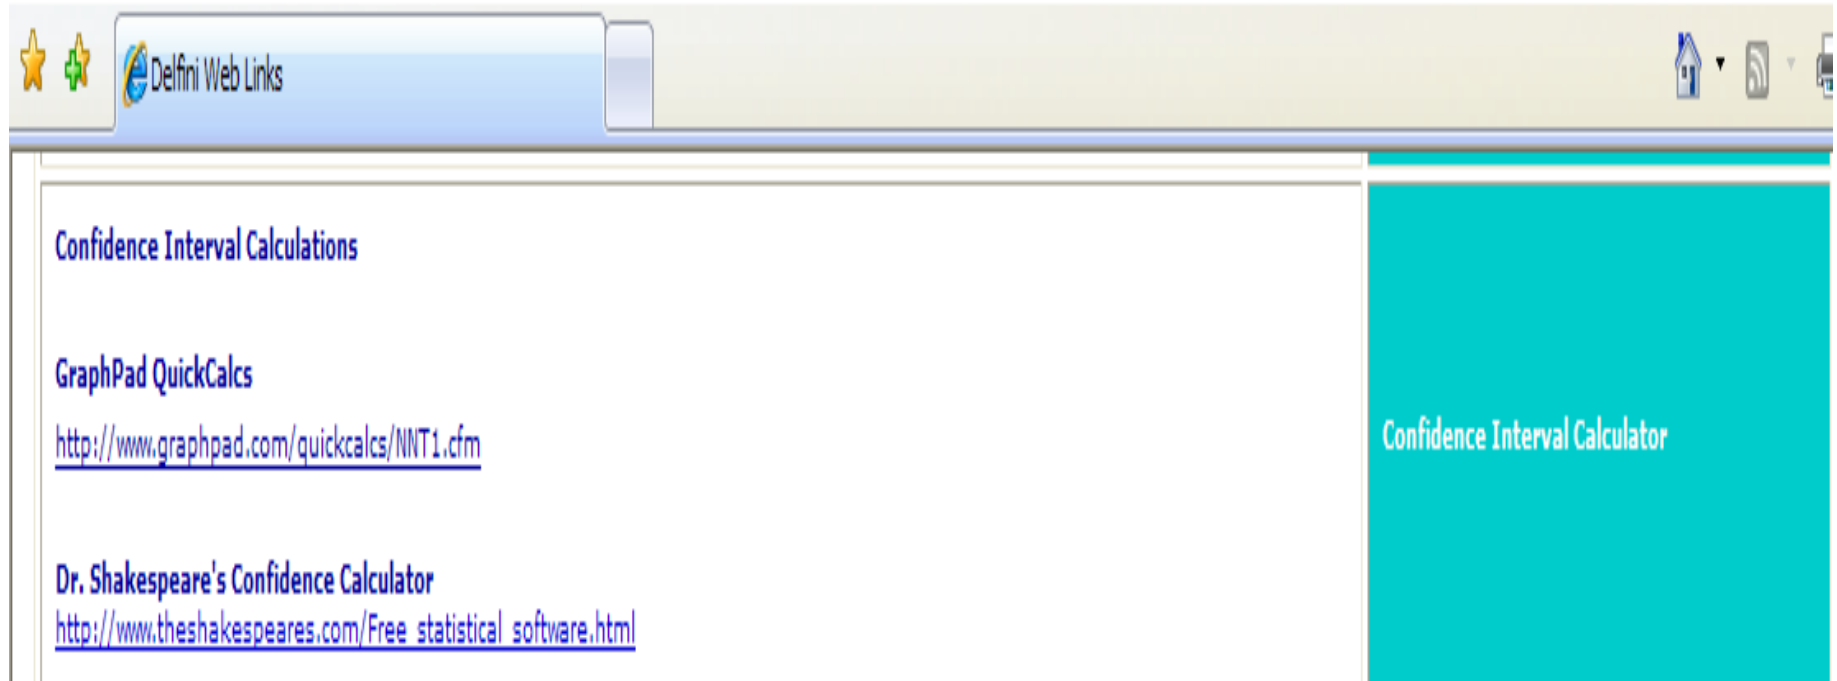 Delfini Web Links
Confidence Interval Calculations
GraphPad QuickCalcs
http://www.graphpad.com/quickcalcs/NNT1.cfm
Confidence Interval Calculator
Dr. Shakespeare's Confidence Calculator
http://www.theshakespeares.com/Free_statistical_software.html